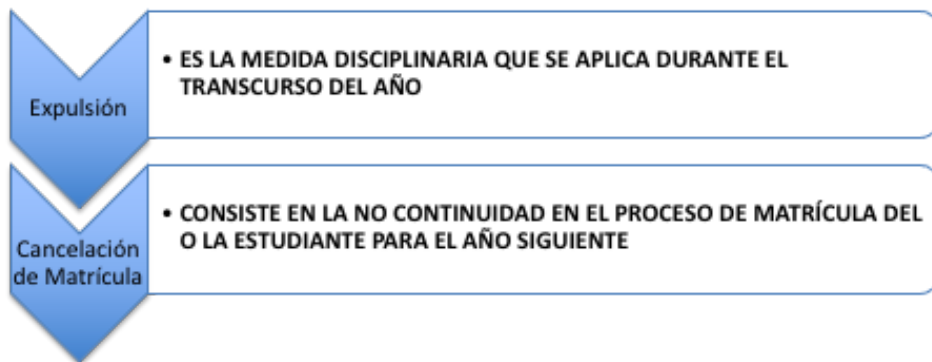 Expulsión
• ES LA MEDIDA DISCIPLINARIA QUE SE APLICA DURANTE EL
TRANSCURSO DEL AÑO
Cancelación
de Matrícula
• CONSISTE EN LA NO CONTINUIDAD EN EL PROCESO DE MATRÍCULA DEL
O LA ESTUDIANTE PARA EL AÑO SIGUIENTE